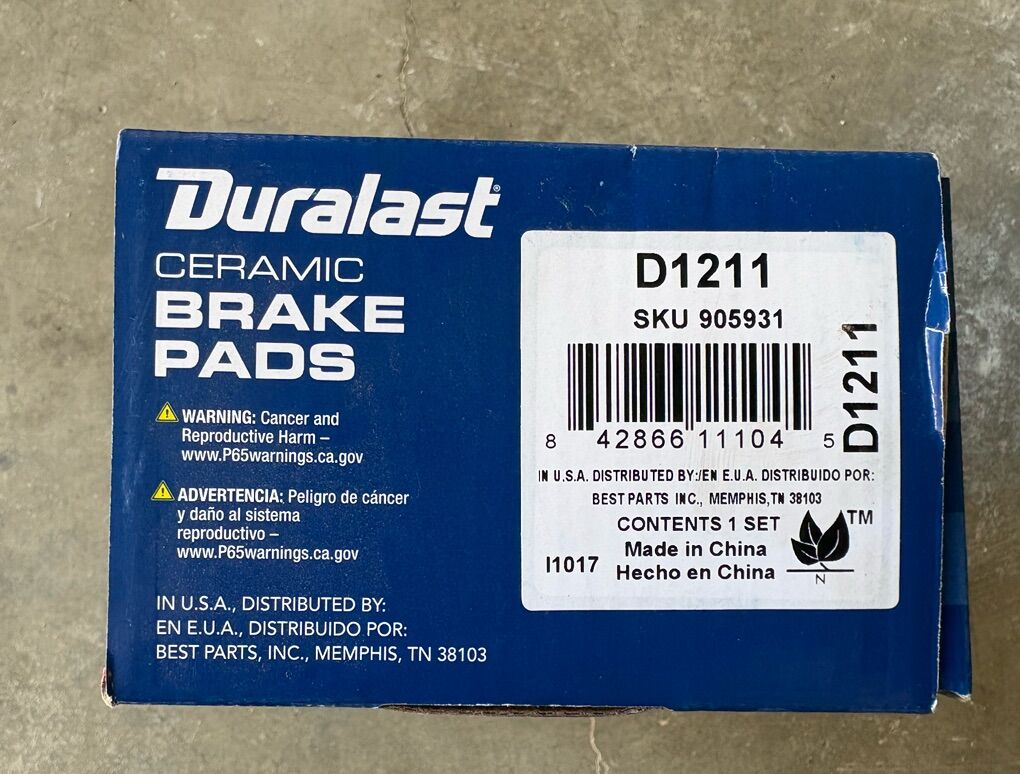 Duralast®
CERAMIC
BRAKE
PADS
WARNING: Cancer and
Reproductive Harm –
www.P65warnings.ca.gov
ADVERTENCIA: Peligro de cáncer
y daño al sistema
reproductivo –
www.P65warnings.ca.gov
IN U.S.A., DISTRIBUTED BY:
EN E.U.A., DISTRIBUIDO POR:
BEST PARTS, INC., MEMPHIS, TN 38103
D1211
SKU 905931
8 42866 11104 5
D1211
IN U.S.A. DISTRIBUTED BY:/EN E.U.A. DISTRIBUIDO POR:
BEST PARTS INC., MEMPHIS,TN 38103
CONTENTS 1 SET
Made in China
I1017 Hecho en China
TM
N